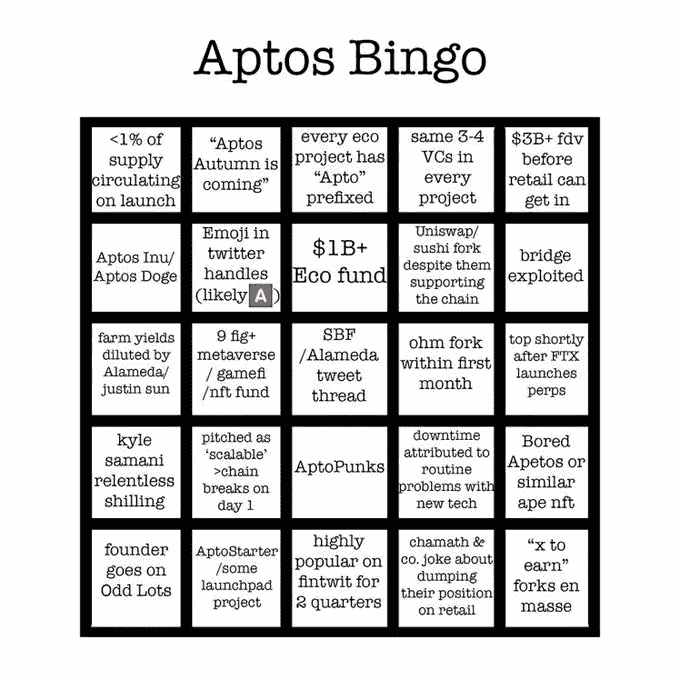 Aptos Bingo
<1% of
supply
circulating
on launch
“Aptos
Autumn is
coming”
every eco
project has
“Apto”
prefixed
same 3-4
VCs in
every
project
$3B+ fdv
before
retail can
get in
Aptos Inu/
Aptos Doge
Emoji in
twitter
handles
(likely A)
$1B+
Eco fund
Uniswap/
sushi fork
despite them
supporting
the chain
bridge
exploited
farm yields
diluted by
Alameda/
justin sun
9 fig+
metaverse
/ gamefi
/nft fund
SBF
/Alameda
tweet
thread
ohm fork
within first
month
top shortly
after FTX
launches
perps
kyle
samani
relentless
shilling
pitched as
‘scalable’
>chain
breaks on
day 1
AptoPunks
downtime
attributed to
routine
problems with
new tech
Bored
Apetos or
similar
ape nft
founder
goes on
Odd Lots
AptoStarter
/some
launchpad
project
highly
popular on
fintwit for
2 quarters
chamath &
co. joke about
dumping
their position
on retail
“x to
earn”
forks en
masse